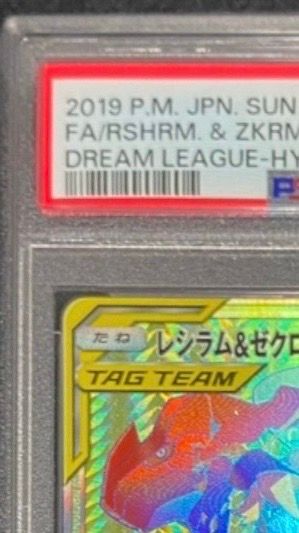 2019 P.M. JPN. SUN
FA/RSHRM. & ZKRM
DREAM LEAGUE-HY
P
たね
レシラム&ゼクロ
TAG TEAM